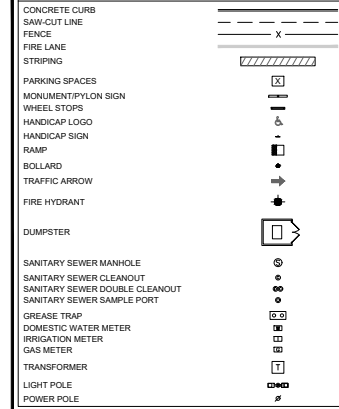 CONCRETE CURB
SAW-CUT LINE
FENCE X
FIRE LANE
STRIPING
PARKING SPACES X
MONUMENT/PYLON SIGN
WHEEL STOPS
HANDICAP LOGO
HANDICAP SIGN
RAMP
BOLLARD
TRAFFIC ARROW
FIRE HYDRANT
DUMPSTER
SANITARY SEWER MANHOLE S
SANITARY SEWER CLEANOUT
SANITARY SEWER DOUBLE CLEANOUT
SANITARY SEWER SAMPLE PORT
GREASE TRAP
DOMESTIC WATER METER
IRRIGATION METER
GAS METER
TRANSFORMER T
LIGHT POLE
POWER POLE